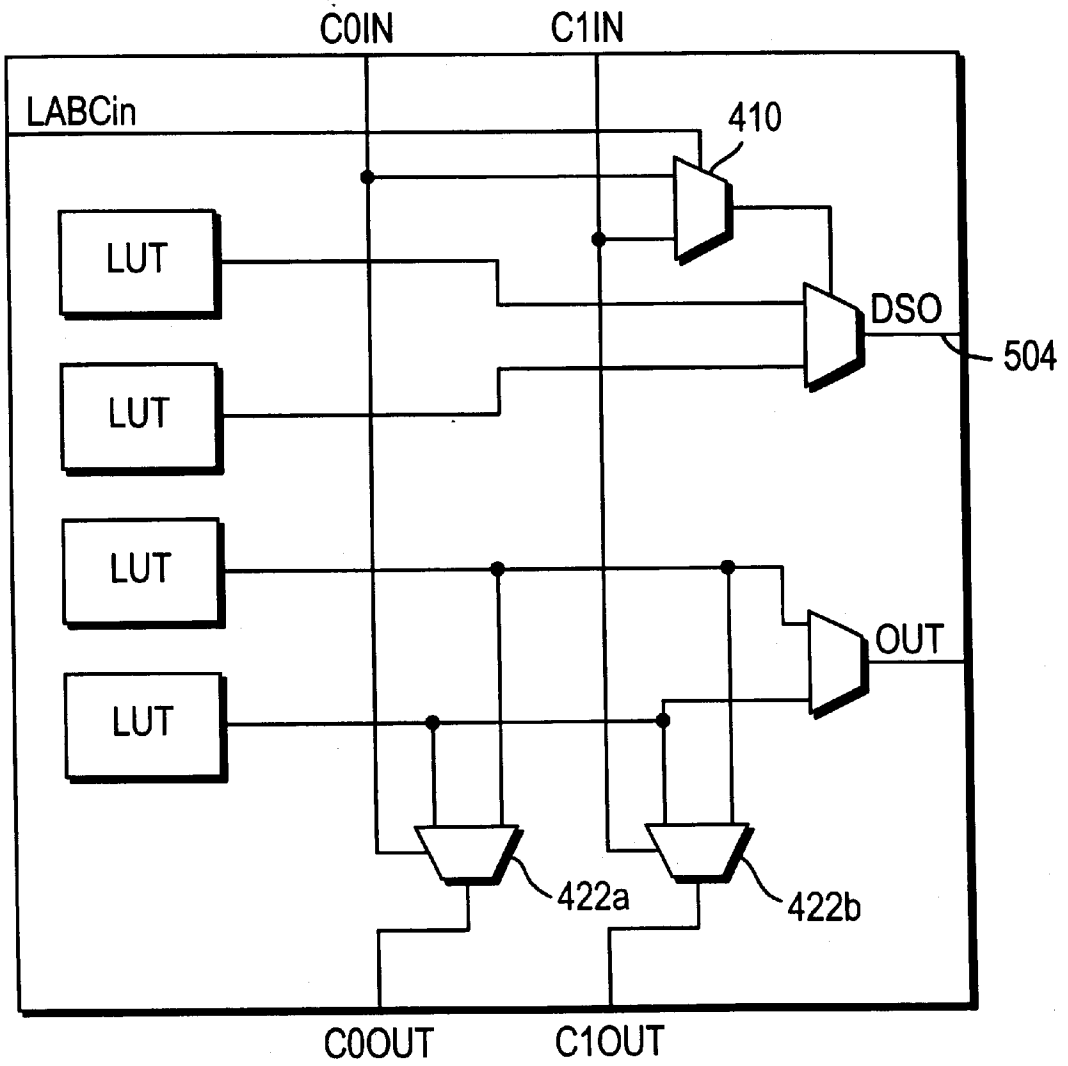 C0IN C1IN
LABCin
410
LUT
DSO
504
LUT
LUT
OUT
LUT
422a
422b
C0OUT C1OUT